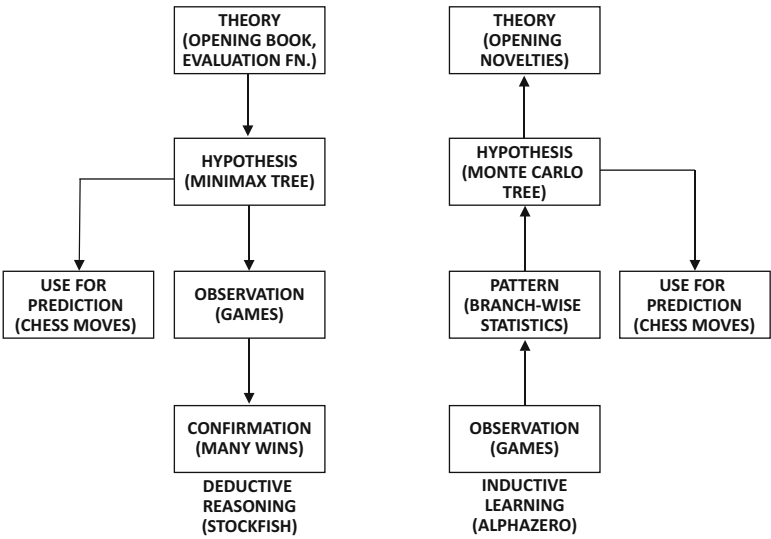 THEORY
(OPENING BOOK,
EVALUATION FN.)
HYPOTHESIS
(MINIMAX TREE)
USE FOR
PREDICTION
(CHESS MOVES)
OBSERVATION
(GAMES)
CONFIRMATION
(MANY WINS)
DEDUCTIVE
REASONING
(STOCKFISH)
THEORY
(OPENING
NOVELTIES)
HYPOTHESIS
(MONTE CARLO
TREE)
PATTERN
(BRANCH-WISE
STATISTICS)
USE FOR
PREDICTION
(CHESS MOVES)
OBSERVATION
(GAMES)
INDUCTIVE
LEARNING
(ALPHAZERO)